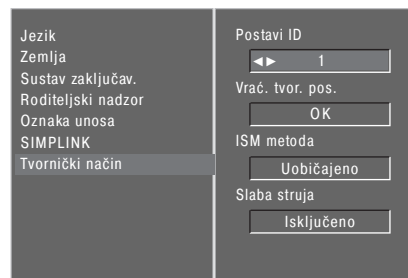 Jezik
Zemlja
Sustav zaključav.
Roditeljski nadzor
Oznaka unosa
SIMPLINK
Tvornički način
Postavi ID
◄► 1
Vrać. tvor. pos.
OK
ISM metoda
Uobičajeno
Slaba struja
Isključeno